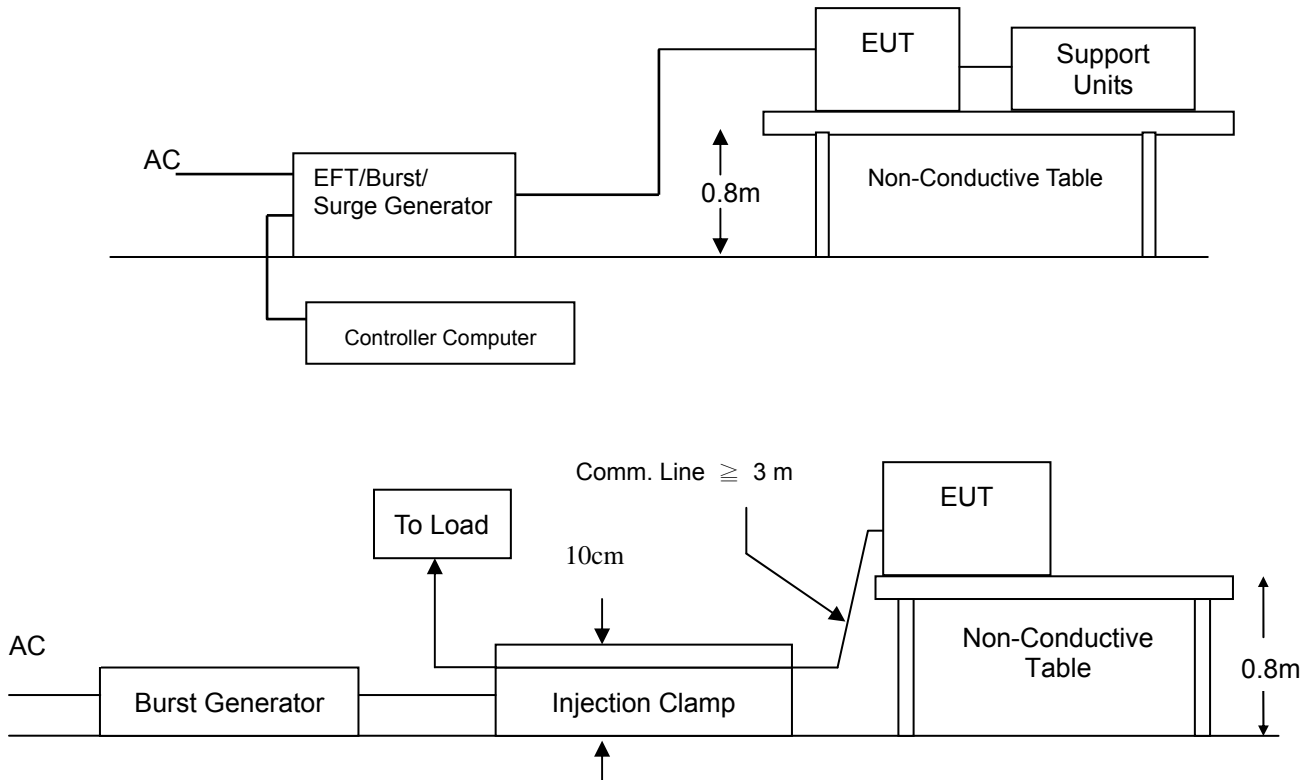 EUT
Support
Units
AC
EFT/Burst/
Surge Generator
0.8m
Non-Conductive Table
Controller Computer
Comm. Line ≧ 3 m
EUT
To Load
10cm
AC
Non-Conductive
Table
0.8m
Burst Generator
Injection Clamp